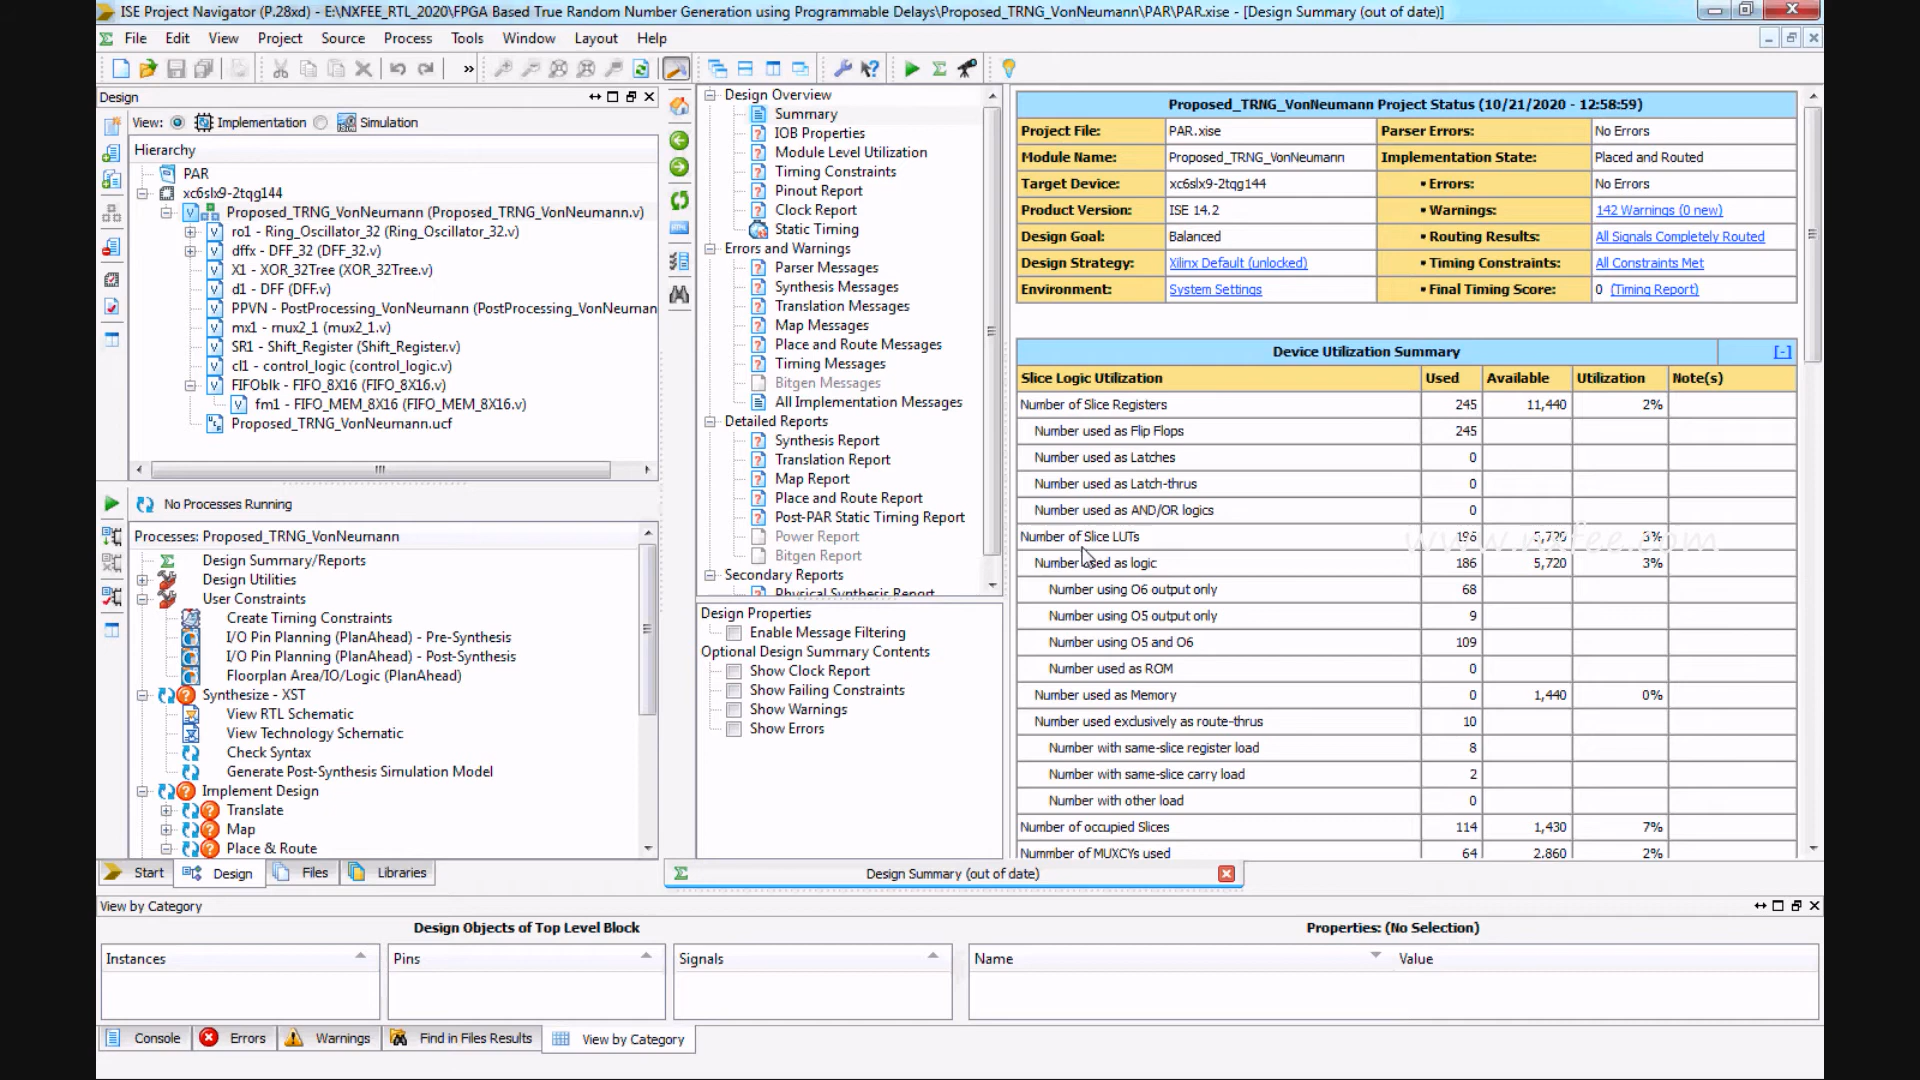 ISE Project Navigator (P.28xd) - E:\NXFEE_RTL_2020\FPGA Based True Random Number Generation using Programmable Delays\Proposed_TRNG_VonNeumann\PAR\PAR.xise - [Design Summary (out of date)]
File Edit View Project Source Process Tools Window Layout Help
»
Design
View: Implementation Simulation
Hierarchy
PAR
xc6slx9-2tqg144
Proposed_TRNG_VonNeumann (Proposed_TRNG_VonNeumann.v)
ro1 - Ring_Oscillator_32 (Ring_Oscillator_32.v)
dffx - DFF_32 (DFF_32.v)
X1 - XOR_32Tree (XOR_32Tree.v)
d1 - DFF (DFF.v)
PPVN - PostProcessing_VonNeumann (PostProcessing_VonNeuman
mx1 - mux2_1 (mux2_1.v)
SR1 - Shift_Register (Shift_Register.v)
cl1 - control_logic (control_logic.v)
FIFOblk - FIFO_8X16 (FIFO_8X16.v)
fm1 - FIFO_MEM_8X16 (FIFO_MEM_8X16.v)
Proposed_TRNG_VonNeumann.ucf
No Processes Running
Processes: Proposed_TRNG_VonNeumann
Design Summary/Reports
Design Utilities
User Constraints
Create Timing Constraints
I/O Pin Planning (PlanAhead) - Pre-Synthesis
I/O Pin Planning (PlanAhead) - Post-Synthesis
Floorplan Area/IO/Logic (PlanAhead)
Synthesize - XST
View RTL Schematic
View Technology Schematic
Check Syntax
Generate Post-Synthesis Simulation Model
Implement Design
Translate
Map
Place & Route
Start Design Files Libraries
Design Overview
Summary
IOB Properties
Module Level Utilization
Timing Constraints
Pinout Report
Clock Report
Static Timing
Errors and Warnings
Parser Messages
Synthesis Messages
Translation Messages
Map Messages
Place and Route Messages
Timing Messages
Bitgen Messages
All Implementation Messages
Detailed Reports
Synthesis Report
Translation Report
Map Report
Place and Route Report
Post-PAR Static Timing Report
Power Report
Bitgen Report
Secondary Reports
Physical Synthesis Report
Design Properties
Enable Message Filtering
Optional Design Summary Contents
Show Clock Report
Show Failing Constraints
Show Warnings
Show Errors
Proposed_TRNG_VonNeumann Project Status (10/21/2020 - 12:58:59)
Project File: PAR.xise Parser Errors: No Errors
Module Name: Proposed_TRNG_VonNeumann Implementation State: Placed and Routed
Target Device: xc6slx9-2tqg144 • Errors: No Errors
Product Version: ISE 14.2 • Warnings: 142 Warnings (0 new)
Design Goal: Balanced • Routing Results: All Signals Completely Routed
Design Strategy: Xilinx Default (unlocked) • Timing Constraints: All Constraints Met
Environment: System Settings • Final Timing Score: 0 (Timing Report)
Device Utilization Summary [-]
Slice Logic Utilization Used Available Utilization Note(s)
Number of Slice Registers 245 11,440 2%
Number used as Flip Flops 245
Number used as Latches 0
Number used as Latch-thrus 0
Number used as AND/OR logics 0
Number of Slice LUTs 196 5,720 3%
www.nxfee.com
Number used as logic 186 5,720 3%
Number using O6 output only 68
Number using O5 output only 9
Number using O5 and O6 109
Number used as ROM 0
Number used as Memory 0 1,440 0%
Number used exclusively as route-thrus 10
Number with same-slice register load 8
Number with same-slice carry load 2
Number with other load 0
Number of occupied Slices 114 1,430 7%
Nummber of MUXCYs used 64 2,860 2%
Design Summary (out of date)
View by Category
Design Objects of Top Level Block Properties: (No Selection)
Instances Pins Signals Name Value
Console Errors Warnings Find in Files Results View by Category